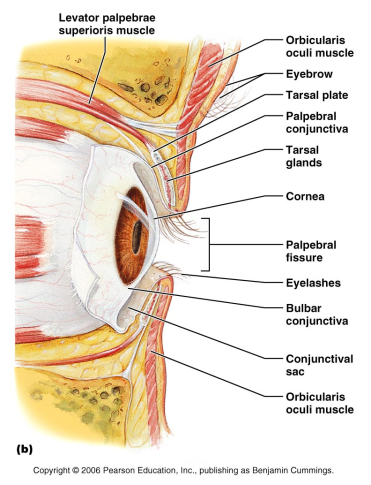 Levator palpebrae
superioris muscle
Orbicularis
oculi muscle
Eyebrow
Tarsal plate
Palpebral
conjunctiva
Tarsal
glands
Cornea
Palpebral
fissure
Eyelashes
Bulbar
conjunctiva
Conjunctival
sac
Orbicularis
oculi muscle
(b)
Copyright © 2006 Pearson Education, Inc., publishing as Benjamin Cummings.